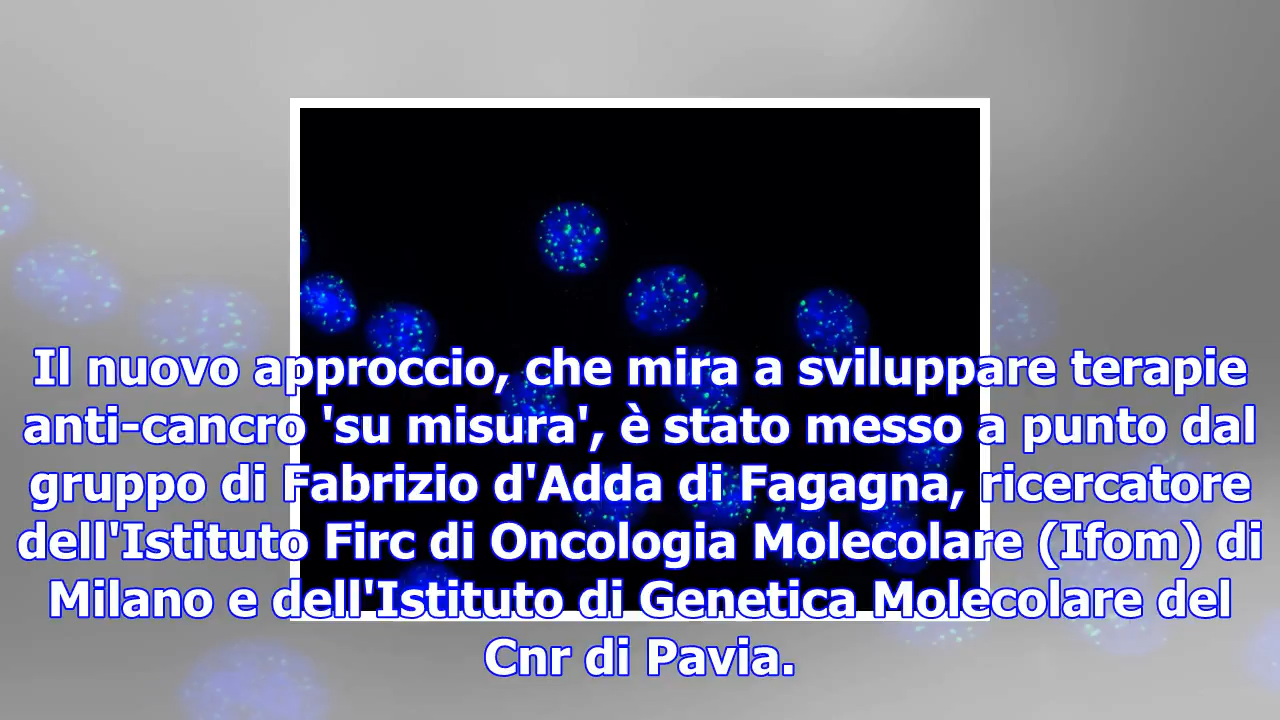 Il nuovo approccio, che mira a sviluppare terapie
anti-cancro 'su misura', è stato messo a punto dal
gruppo di Fabrizio d'Adda di Fagagna, ricercatore
dell'Istituto Firc di Oncologia Molecolare (Ifom) di
Milano e dell'Istituto di Genetica Molecolare del
Cnr di Pavia.